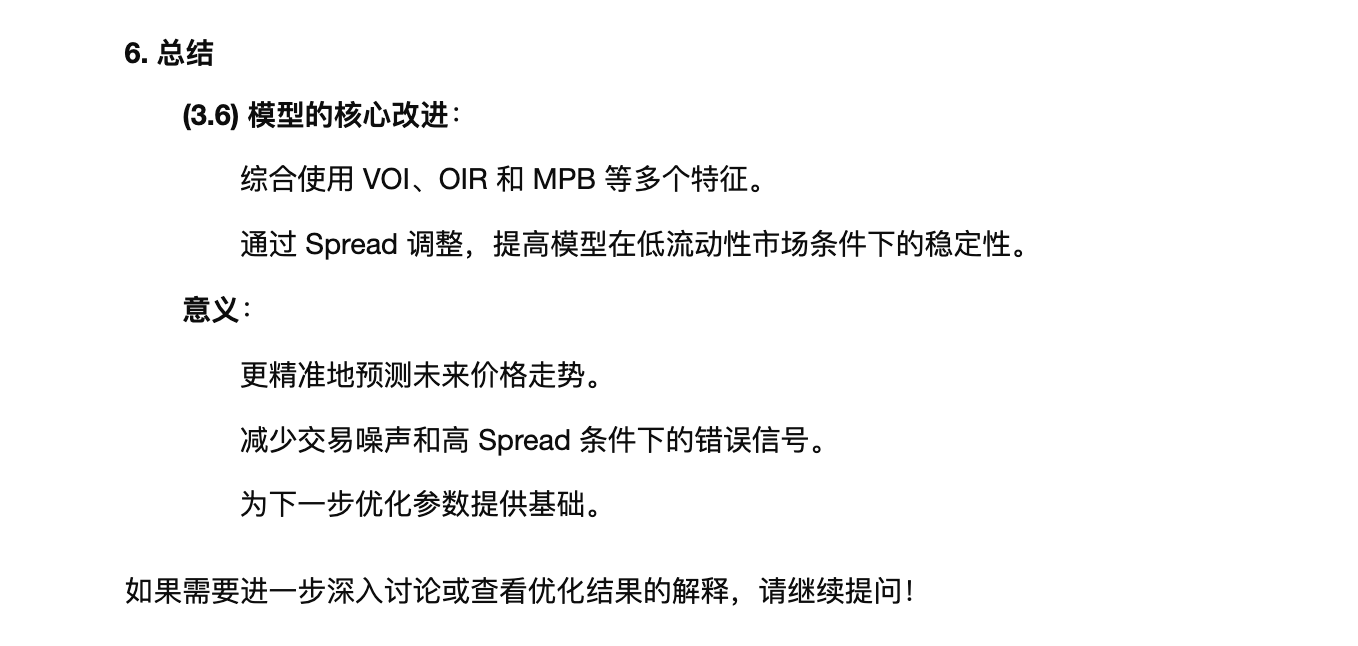 6. 总结
(3.6) 模型的核心改进：
综合使用 VOI、OIR 和 MPB 等多个特征。
通过 Spread 调整，提高模型在低流动性市场条件下的稳定性。
意义：
更精准地预测未来价格走势。
减少交易噪声和高 Spread 条件下的错误信号。
为下一步优化参数提供基础。
如果需要进一步深入讨论或查看优化结果的解释，请继续提问！